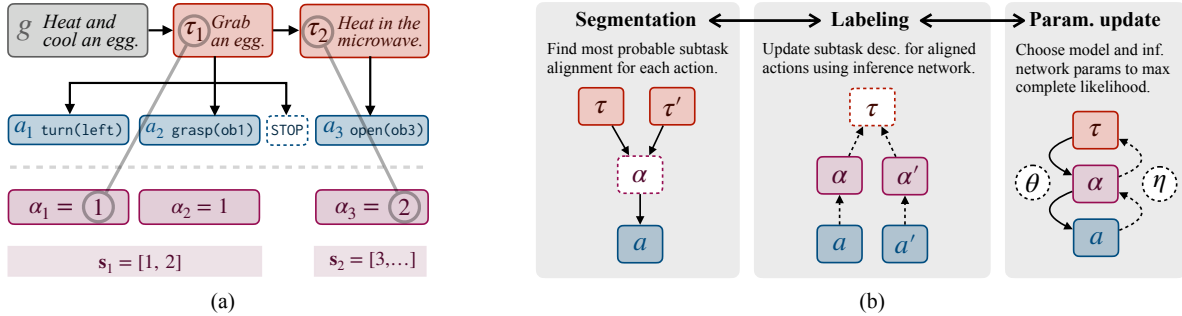 g Heat and cool an egg.
τ₁ Grab an egg.
τ₂ Heat in the microwave.
a₁ turn(left)
a₂ grasp(ob1)
STOP
a₃ open(ob3)
α₁ = 1
α₂ = 1
α₃ = 2
s₁ = [1, 2]
s₂ = [3,...]
(a)
Segmentation
Find most probable subtask
alignment for each action.
τ τ′
α
a
Labeling
Update subtask desc. for aligned
actions using inference network.
τ
α α′
a a′
Param. update
Choose model and inf.
network params to max
complete likelihood.
τ
θ α η
a
(b)